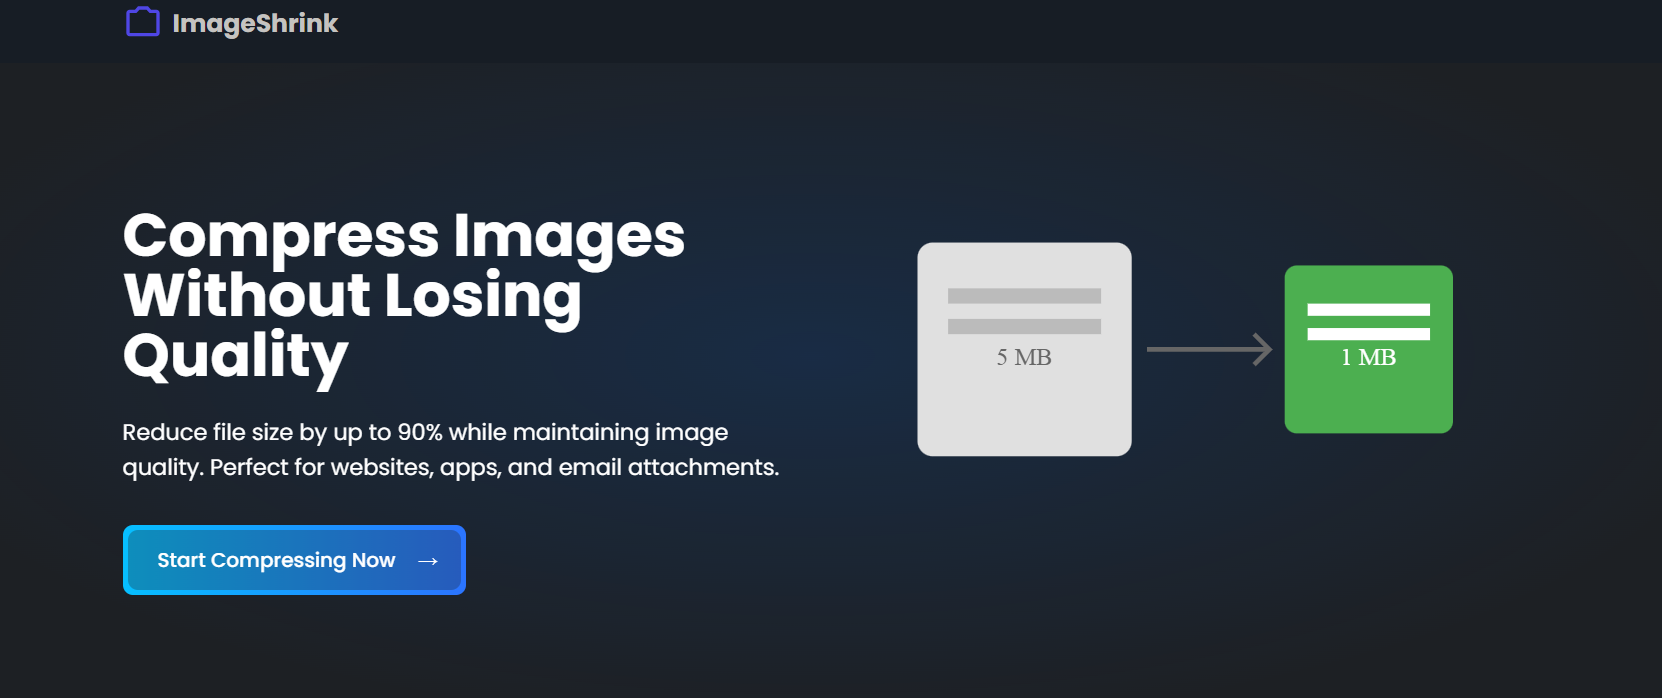 ImageShrink
Compress Images
Without Losing
Quality
Reduce file size by up to 90% while maintaining image
quality. Perfect for websites, apps, and email attachments.
Start Compressing Now →
5 MB
1 MB